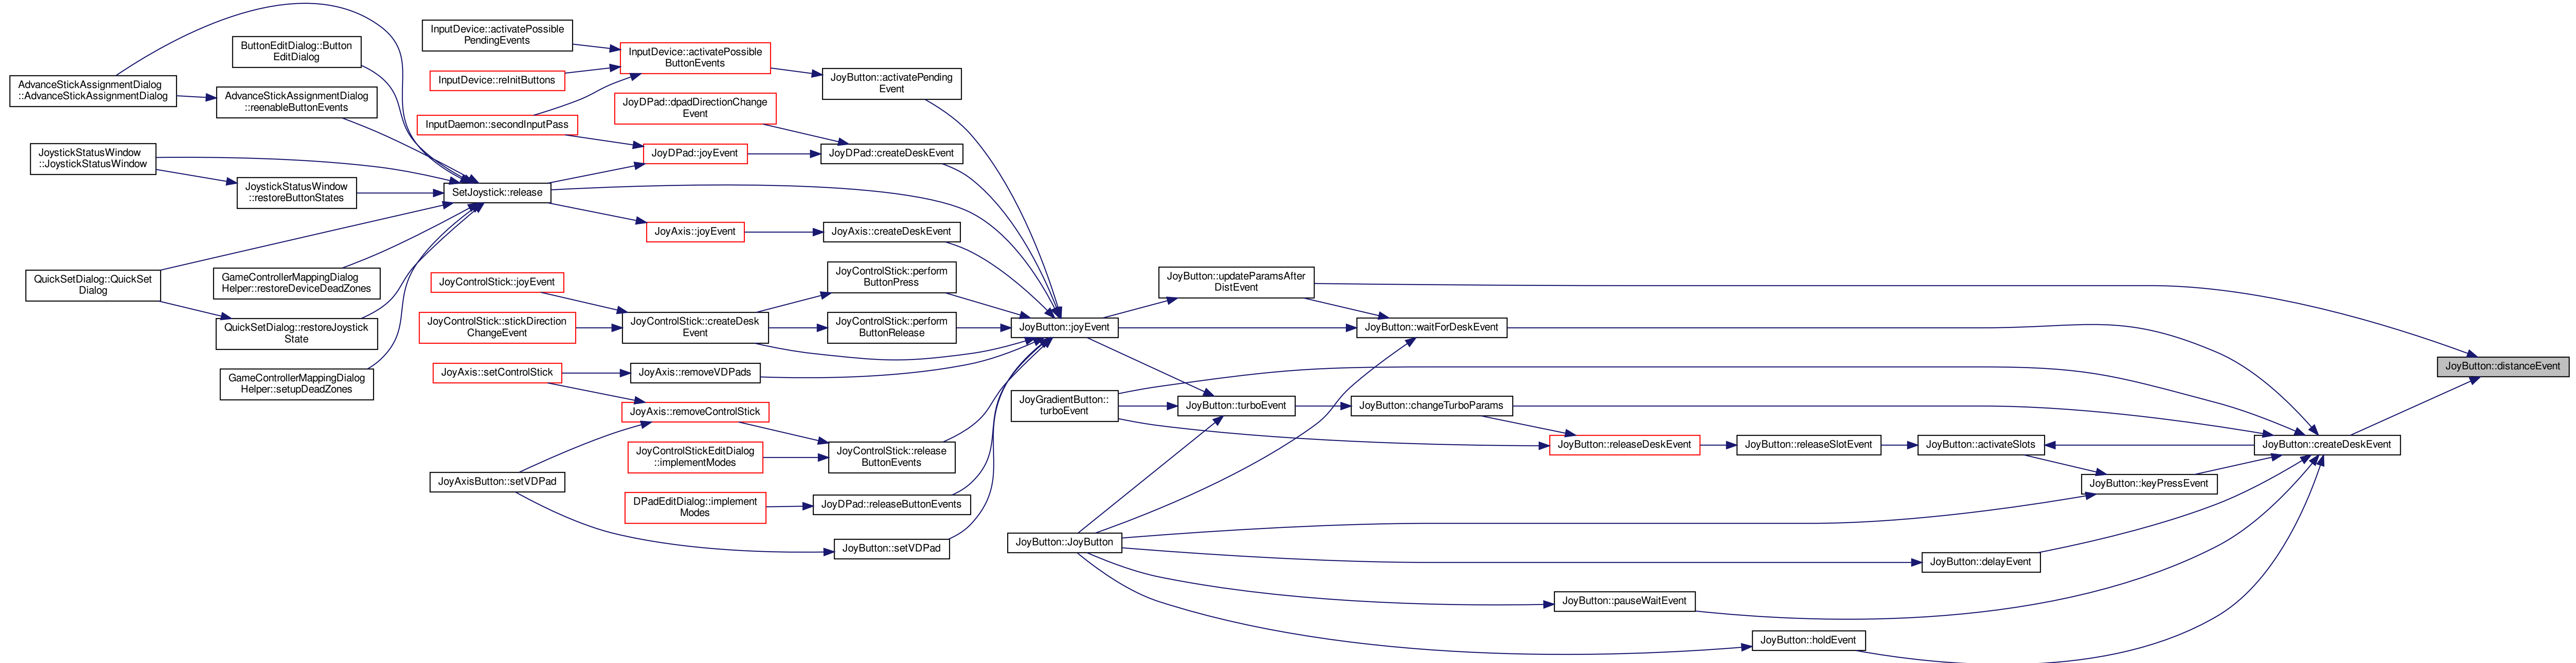 ButtonEditDialog::Button
EditDialog
AdvanceStickAssignmentDialog
::AdvanceStickAssignmentDialog
AdvanceStickAssignmentDialog
::reenableButtonEvents
JoystickStatusWindow
::JoystickStatusWindow
JoystickStatusWindow
::restoreButtonStates
QuickSetDialog::QuickSet
Dialog
GameControllerMappingDialog
Helper::restoreDeviceDeadZones
QuickSetDialog::restoreJoystick
State
GameControllerMappingDialog
Helper::setupDeadZones
SetJoystick::release
InputDevice::activatePossible
PendingEvents
InputDevice::reInitButtons
InputDaemon::secondInputPass
InputDevice::activatePossible
ButtonEvents
JoyDPad::dpadDirectionChange
Event
JoyDPad::joyEvent
JoyAxis::joyEvent
JoyButton::activatePending
Event
JoyDPad::createDeskEvent
JoyAxis::createDeskEvent
JoyControlStick::joyEvent
JoyControlStick::stickDirection
ChangeEvent
JoyControlStick::createDesk
Event
JoyControlStick::perform
ButtonPress
JoyControlStick::perform
ButtonRelease
JoyAxis::setControlStick
JoyAxis::removeVDPads
JoyAxis::removeControlStick
JoyControlStickEditDialog
::implementModes
JoyControlStick::release
ButtonEvents
JoyAxisButton::setVDPad
DPadEditDialog::implement
Modes
JoyDPad::releaseButtonEvents
JoyButton::setVDPad
JoyButton::joyEvent
JoyGradientButton::
turboEvent
JoyButton::JoyButton
JoyButton::updateParamsAfter
DistEvent
JoyButton::turboEvent
JoyButton::waitForDeskEvent
JoyButton::changeTurboParams
JoyButton::releaseDeskEvent
JoyButton::pauseWaitEvent
JoyButton::releaseSlotEvent
JoyButton::holdEvent
JoyButton::activateSlots
JoyButton::delayEvent
JoyButton::keyPressEvent
JoyButton::createDeskEvent
JoyButton::distanceEvent